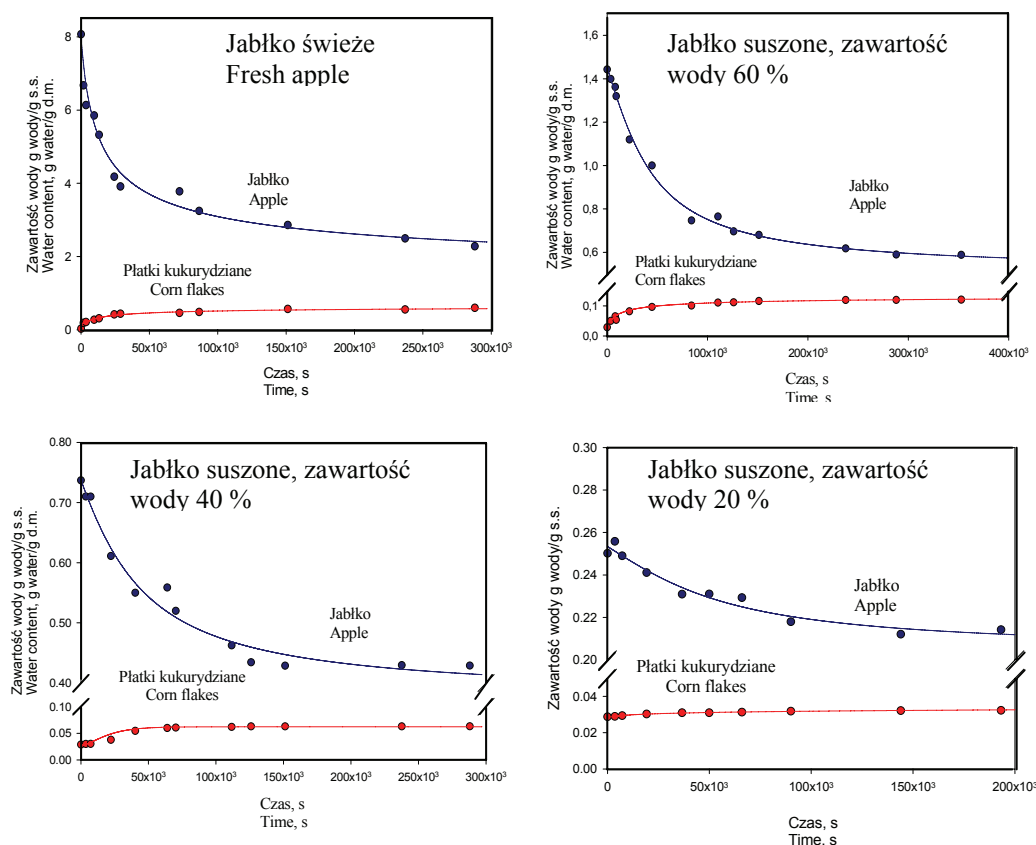 Jabłko świeże
Fresh apple
Zawartość wody g wody/g s.s.
Water content, g water/g d.m.
8
6
4
2
0
Jabłko
Apple
Płatki kukurydziane
Corn flakes
0
50x10³
100x10³
150x10³
200x10³
250x10³
300x10³
Czas, s
Time, s
Jabłko suszone, zawartość
wody 60 %
Zawartość wody g wody/g s.s.
Water content, g water/g d.m.
1,6
1,4
1,2
1,0
0,8
0,6
0,1
0,0
Jabłko
Apple
Płatki kukurydziane
Corn flakes
0
100x10³
200x10³
300x10³
400x10³
Czas, s
Time, s
Jabłko suszone, zawartość
wody 40 %
Zawartość wody g wody/g s.s.
Water content, g water/g d.m.
0.80
0.70
0.60
0.50
0.40
0.10
0.05
0.00
Jabłko
Apple
Płatki kukurydziane
Corn flakes
0
50x10³
100x10³
150x10³
200x10³
250x10³
300x10³
Czas, s
Time, s
Jabłko suszone, zawartość
wody 20 %
Zawartość wody g wody/g s.s.
0.30
0.28
0.26
0.24
0.22
0.20
0.04
0.02
0.00
Jabłko
Apple
Płatki kukurydziane
Corn flakes
0
50x10³
100x10³
150x10³
200x10³
Czas, s
Time, s